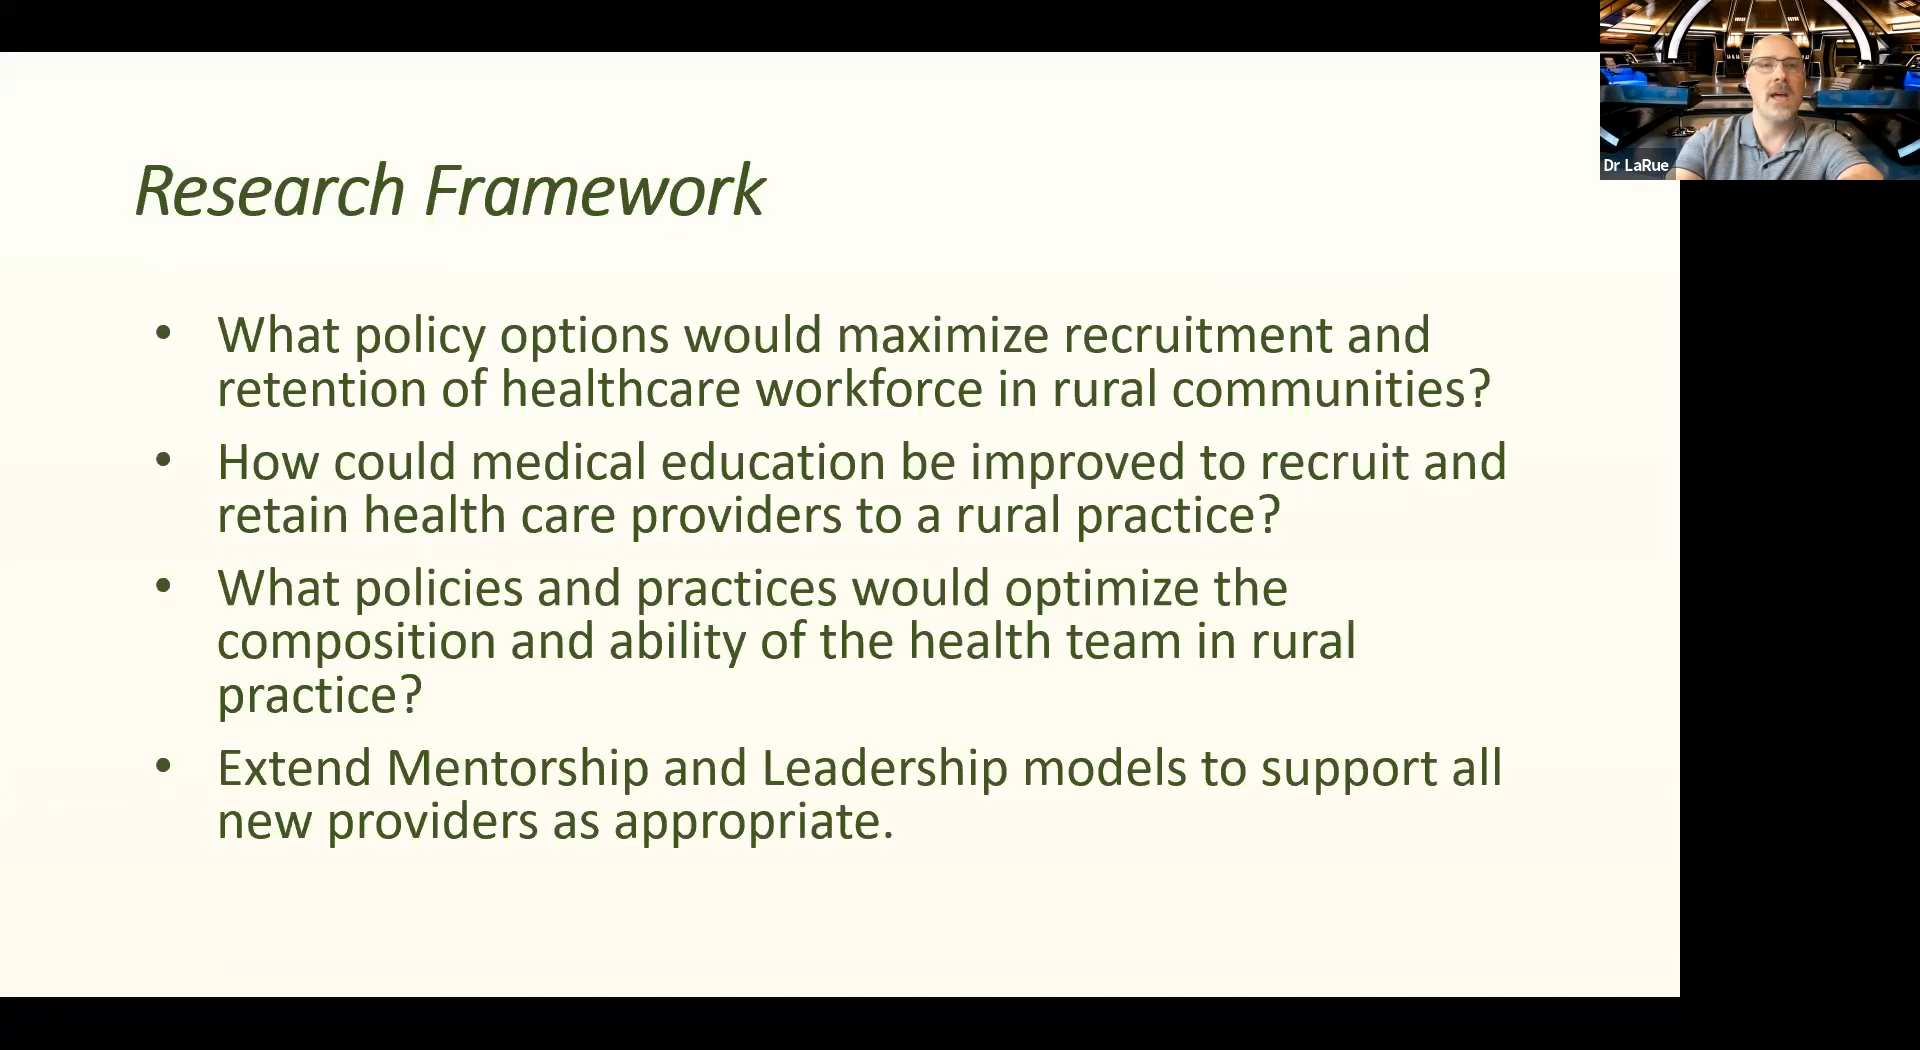 Dr LaRue
Research Framework
• What policy options would maximize recruitment and
retention of healthcare workforce in rural communities?
• How could medical education be improved to recruit and
retain health care providers to a rural practice?
• What policies and practices would optimize the
composition and ability of the health team in rural
practice?
• Extend Mentorship and Leadership models to support all
new providers as appropriate.